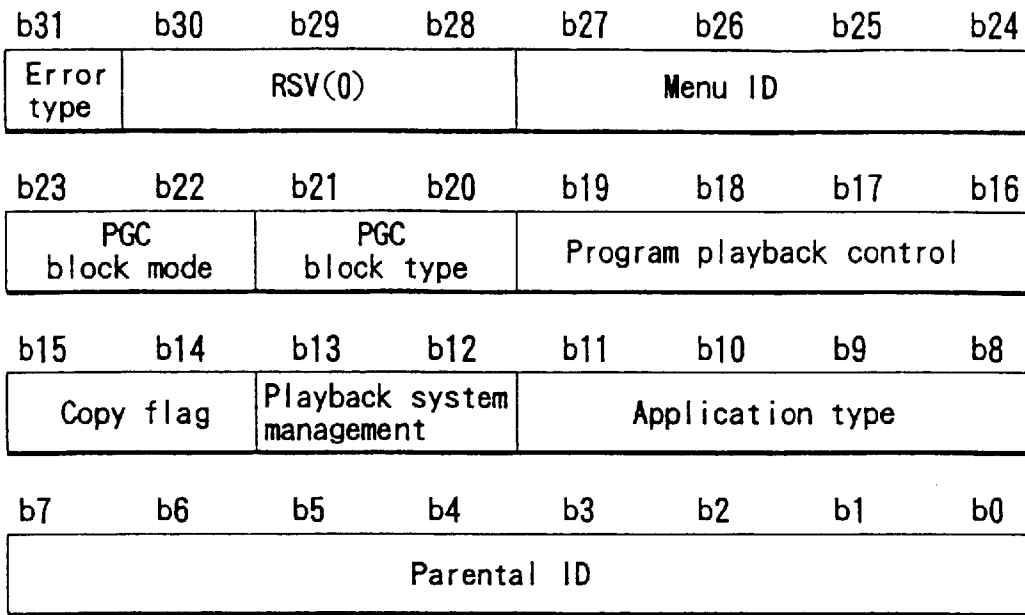 b31 b30 b29 b28 b27 b26 b25 b24
Error type RSV(0) Menu ID
b23 b22 b21 b20 b19 b18 b17 b16
PGC block mode PGC block type Program playback control
b15 b14 b13 b12 b11 b10 b9 b8
Copy flag Playback system management Application type
b7 b6 b5 b4 b3 b2 b1 b0
Parental ID